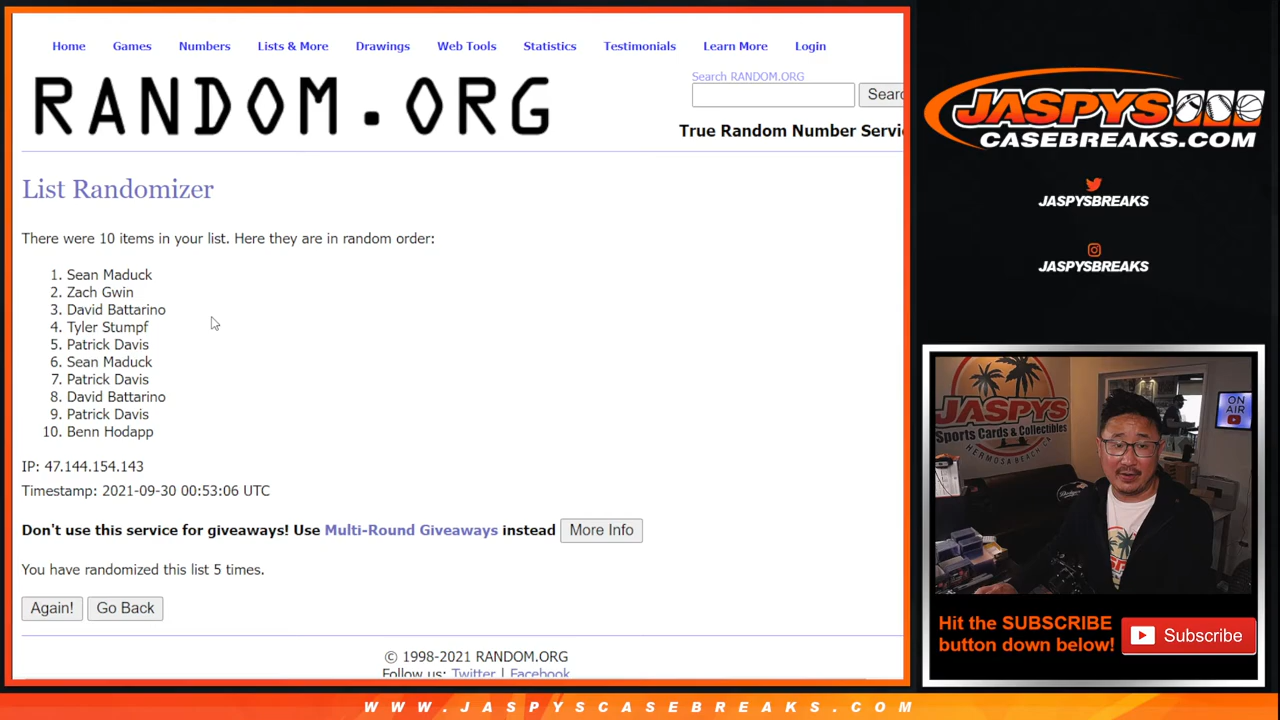 Home Games Numbers Lists & More Drawings Web Tools Statistics Testimonials Learn More Login
RANDOM.ORG
Search RANDOM.ORG
Searc
True Random Number Servi
List Randomizer
There were 10 items in your list. Here they are in random order:
1. Sean Maduck
2. Zach Gwin
3. David Battarino
4. Tyler Stumpf
5. Patrick Davis
6. Sean Maduck
7. Patrick Davis
8. David Battarino
9. Patrick Davis
10. Benn Hodapp
IP: 47.144.154.143
Timestamp: 2021-09-30 00:53:06 UTC
Don't use this service for giveaways! Use Multi-Round Giveaways instead More Info
You have randomized this list 5 times.
Again! Go Back
© 1998-2021 RANDOM.ORG
Follow us: Twitter | Facebook
JASPYS
CASEBREAKS.COM
JASPYSBREAKS
JASPYSBREAKS
JASPYS
Sports Cards & Collectibles
HERMOSA BEACH, CA
ON
AIR
Dodgers
Hit the SUBSCRIBE
button down below!
Subscribe
WWW.JASPYSCASEBREAKS.COM